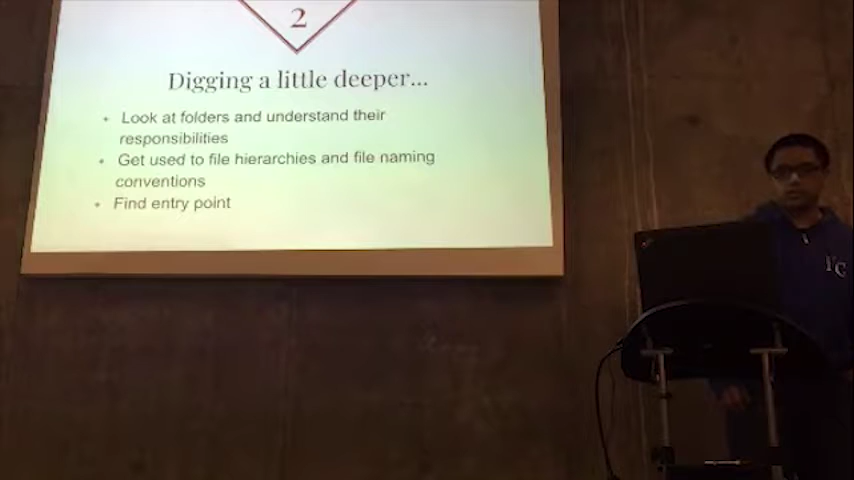 2
Digging a little deeper...
Look at folders and understand their
responsibilities
Get used to file hierarchies and file naming
conventions
Find entry point